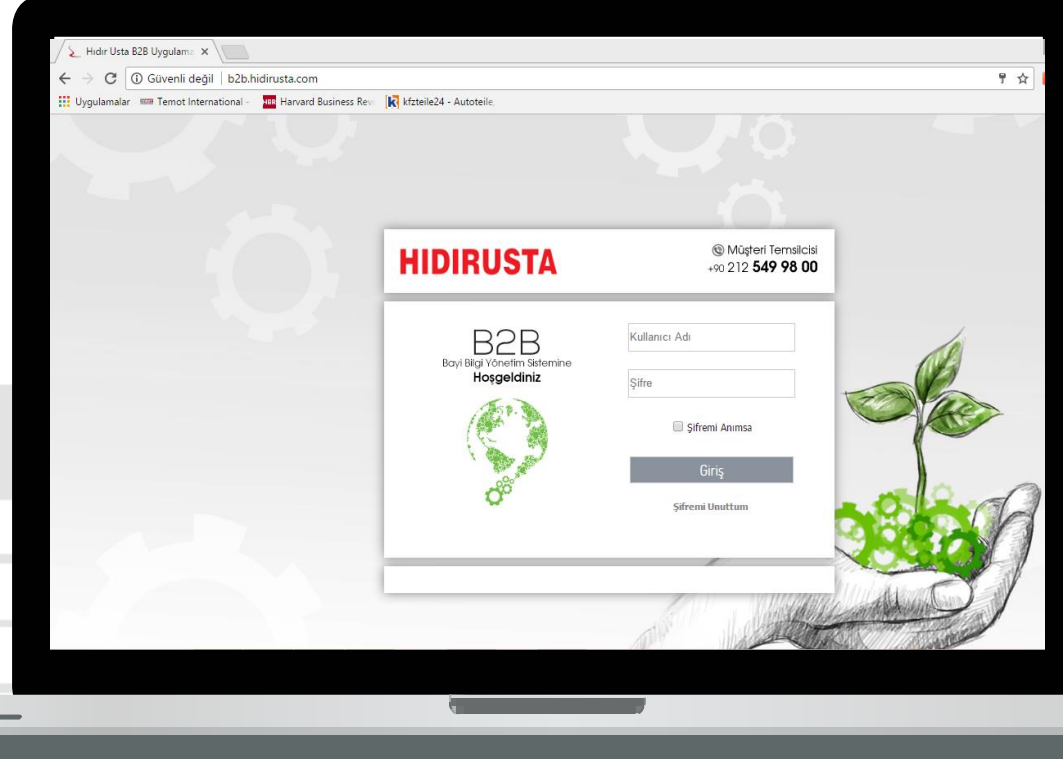 Hıdır Usta B2B Uygulama
Güvenli değil b2b.hidirusta.com
Uygulamalar Temot International - HBR Harvard Business Rev k kfzteile24 - Autoteile,
HIDIRUSTA
Müşteri Temsilcisi
+90 212 549 98 00
B2B
Bayi Bilgi Yönetim Sistemine
Hoşgeldiniz
Kullanıcı Adı
Şifre
Şifremi Anımsa
Giriş
Şifremi Unuttum